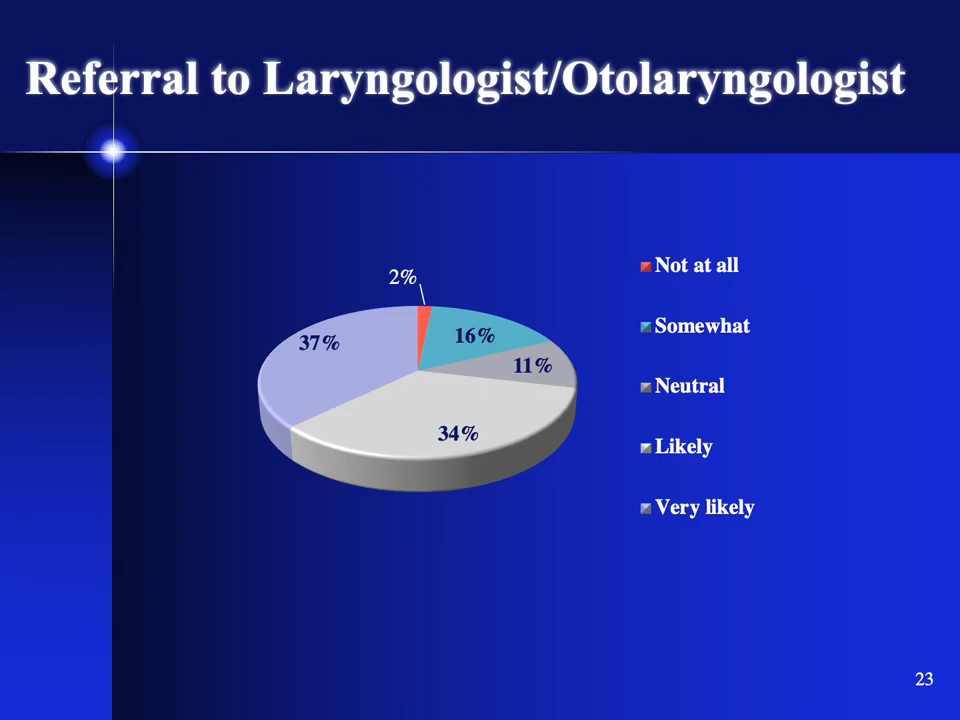 Referral to Laryngologist/Otolaryngologist
2%
37%
16%
11%
34%
Not at all
Somewhat
Neutral
Likely
Very likely
23